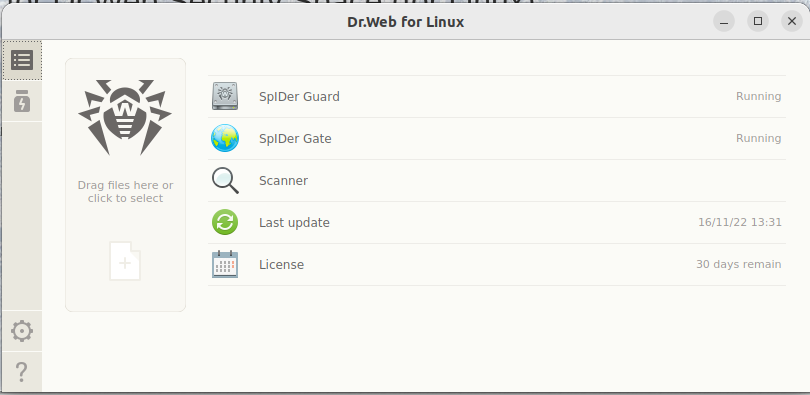 Dr.Web for Linux
SpIDer Guard
Running
SpIDer Gate
Running
Drag files here or
click to select
Scanner
Last update
16/11/22 13:31
License
30 days remain